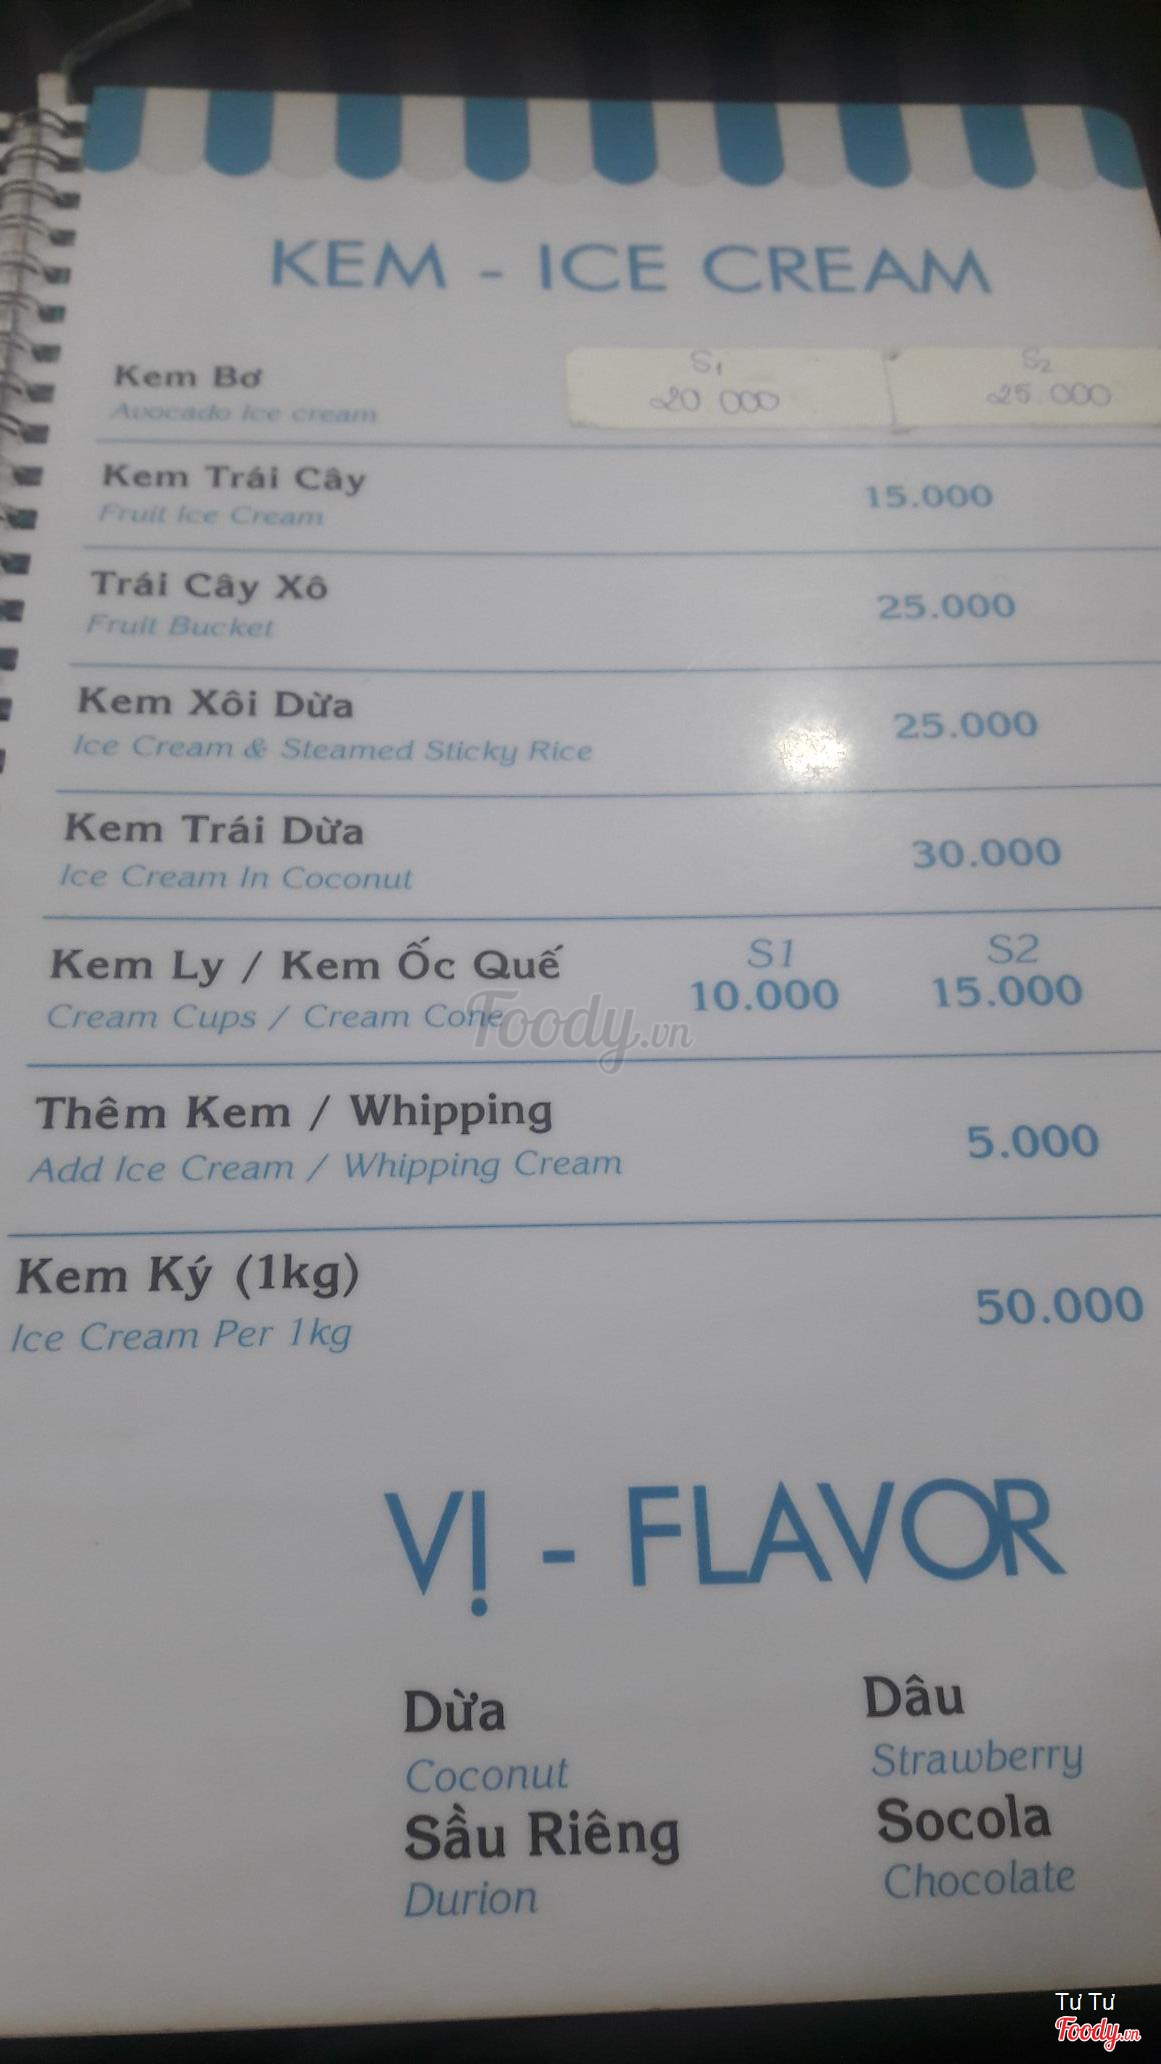 KEM - ICE CREAM
Kem Bơ
Avocado Ice cream
S1 S2
20 000 25.000
Kem Trái Cây
Fruit Ice Cream
15.000
Trái Cây Xô
Fruit Bucket
25.000
Kem Xôi Dừa
Ice Cream & Steamed Sticky Rice
25.000
Kem Trái Dừa
Ice Cream In Coconut
30.000
Kem Ly / Kem Ốc Quế
Cream Cups / Cream Cone
S1 S2
10.000 15.000
Foody.vn
Thêm Kem / Whipping
Add Ice Cream / Whipping Cream
5.000
Kem Ký (1kg)
Ice Cream Per 1kg
50.000
VỊ - FLAVOR
Dừa Dâu
Coconut Strawberry
Sầu Riêng Socola
Durion Chocolate
Tư Tư
Foody.vn